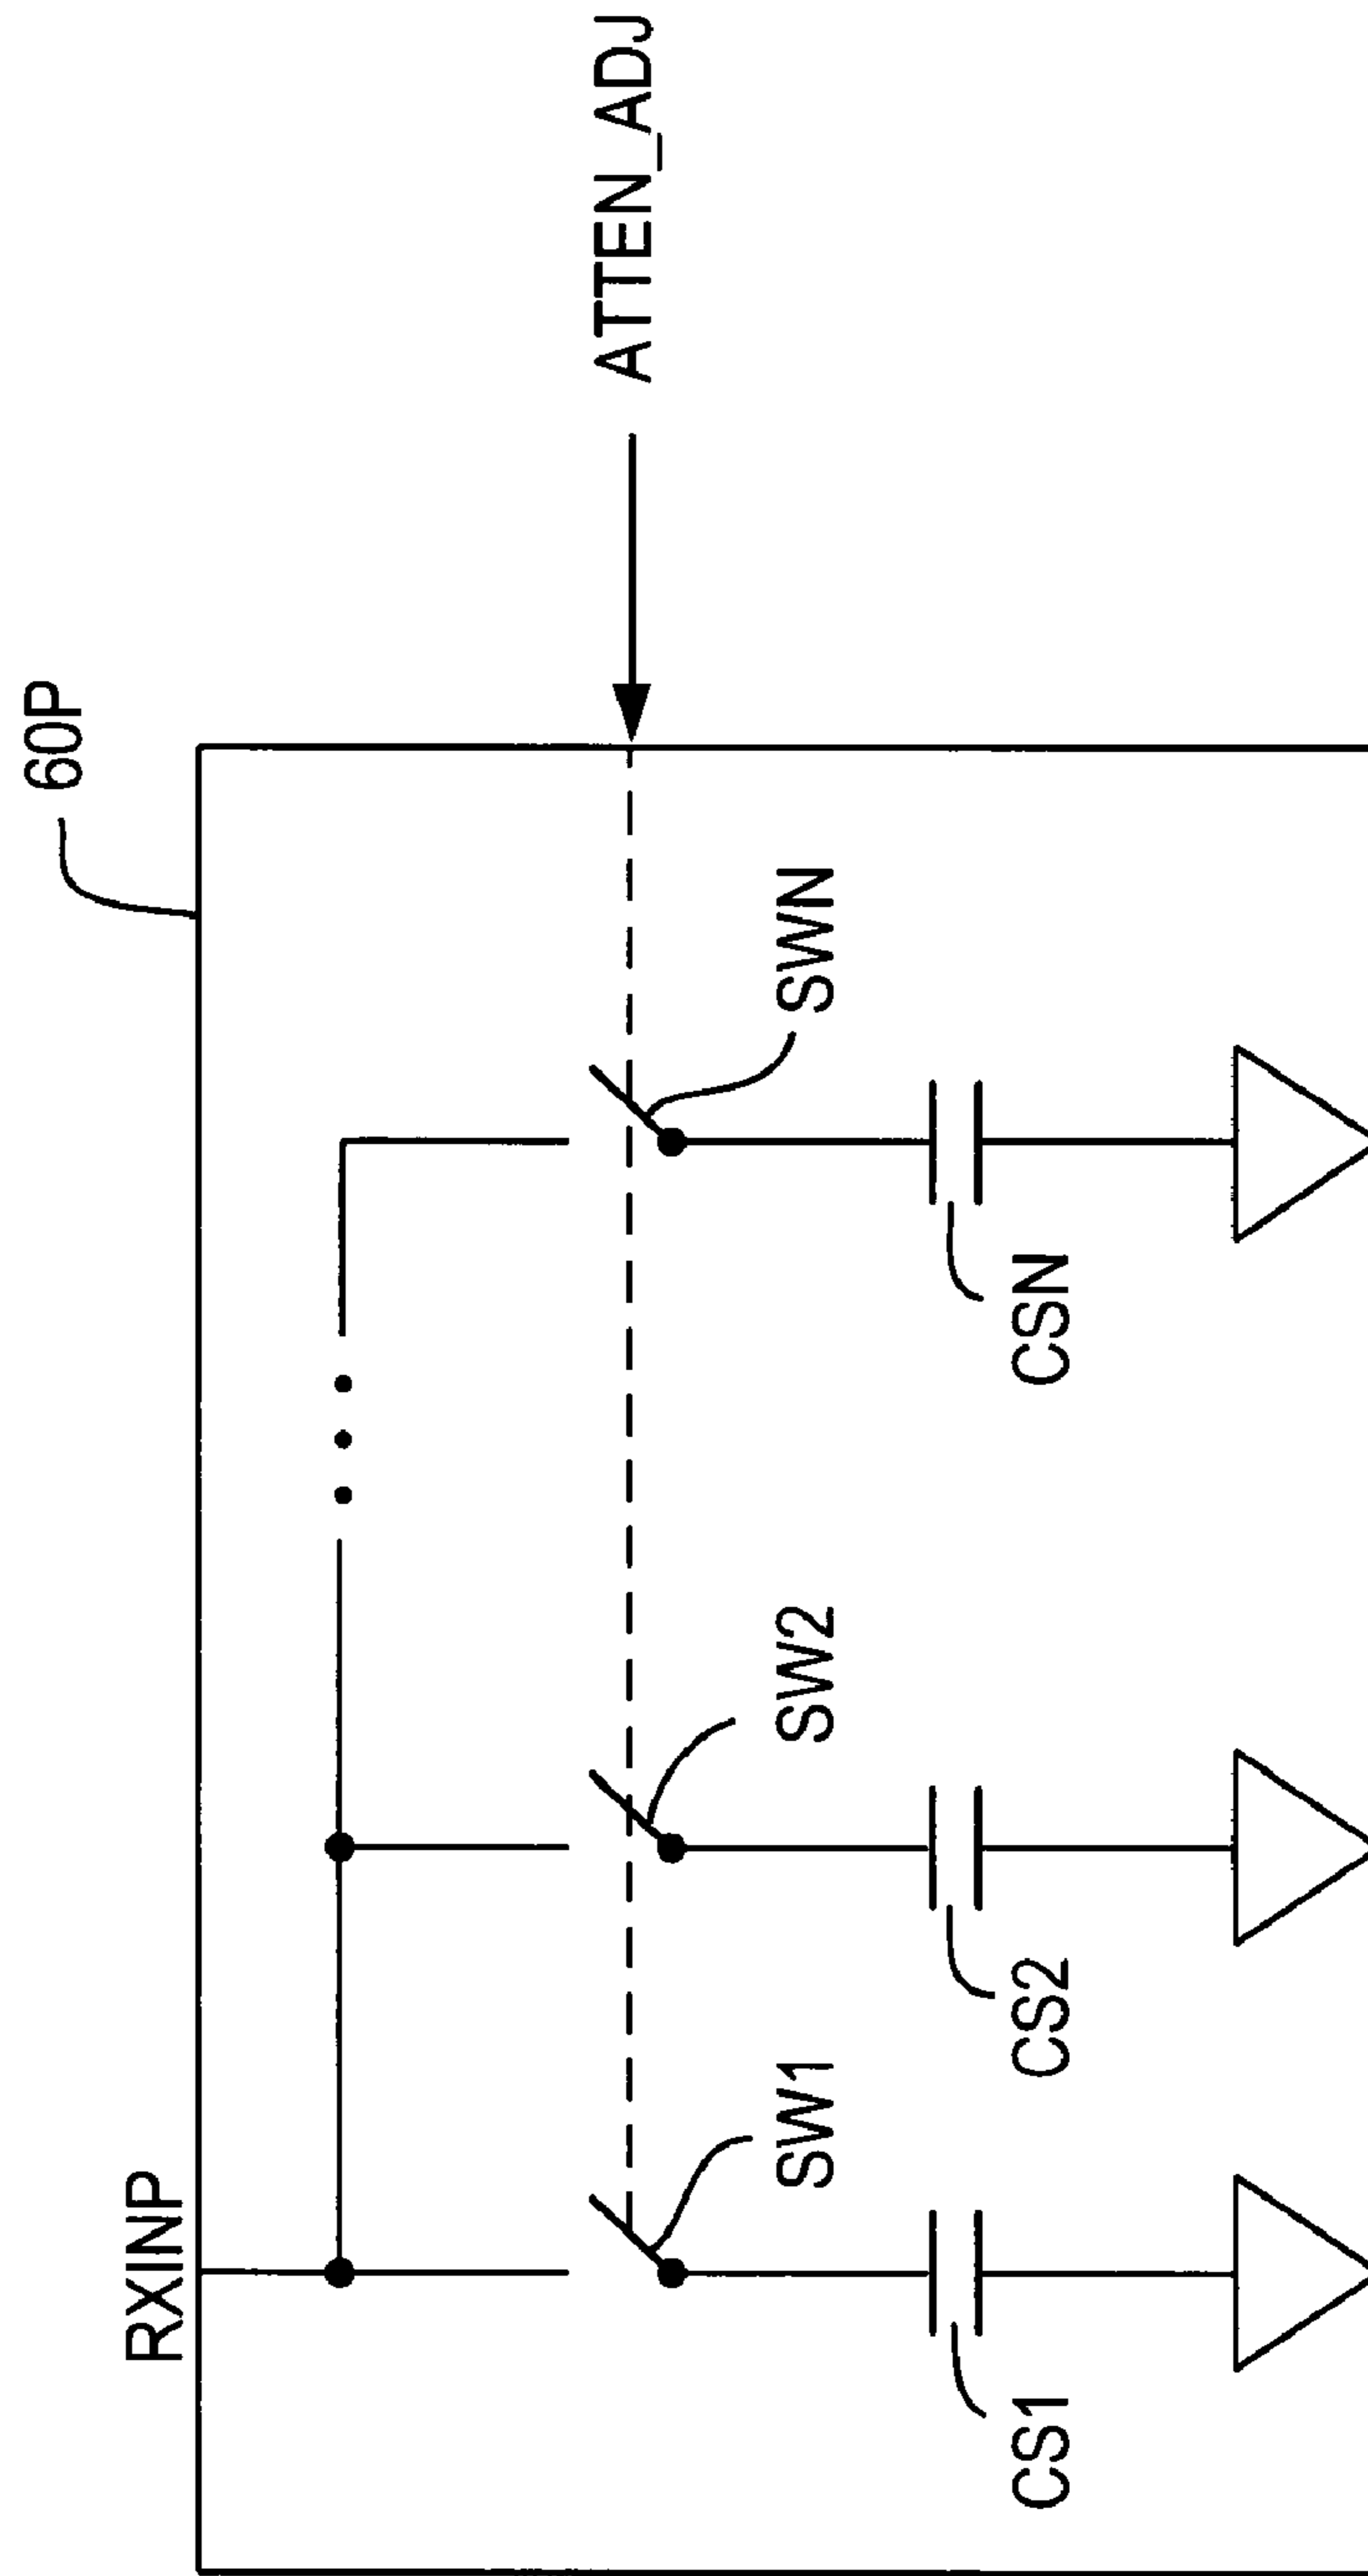 60P
RXINP
ATTEN_ADJ
SW1
SW2
SWN
CS1
CS2
CSN